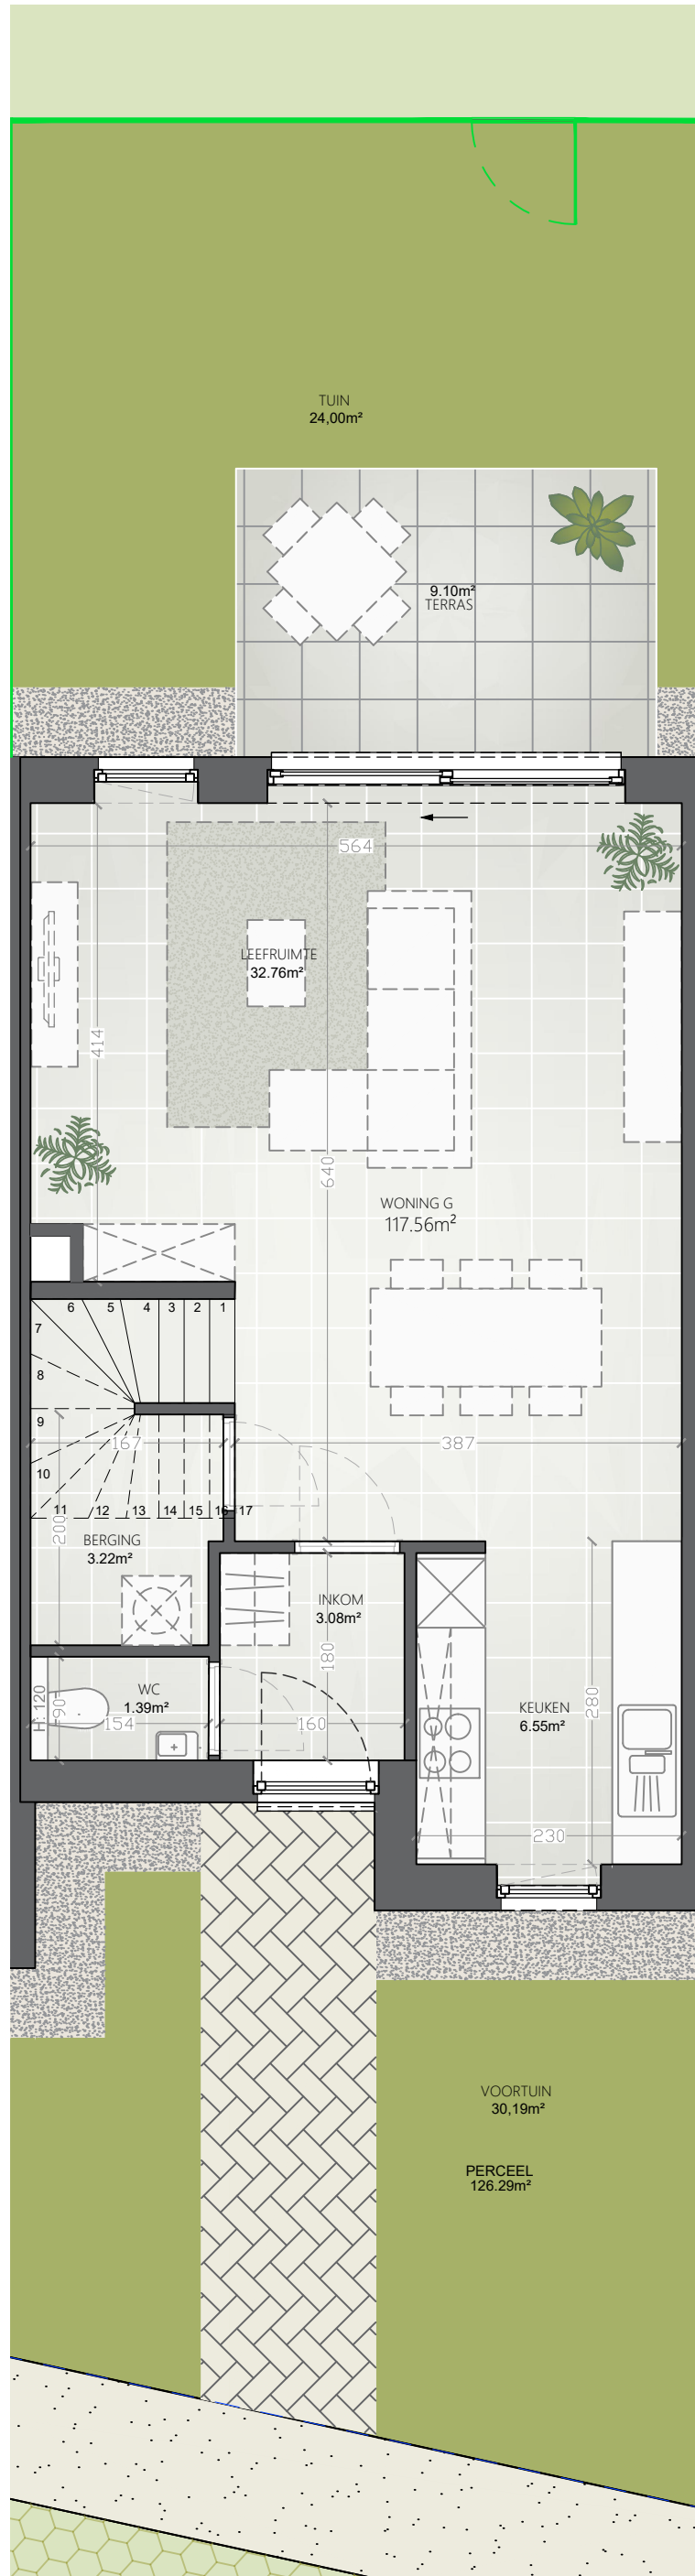 TUIN
24,00m²
9.10m²
TERRAS
564
LEEFRUIMTE
32.76m²
414
640
WONING G
117.56m²
6 5 4 3 2 1
7
8
9
10
11 12 13 14 15 16 17
167
387
200
BERGING
3.22m²
INKOM
3.08m²
180
WC
1.39m²
H: 120
90
154
160
KEUKEN
6.55m²
280
230
VOORTUIN
30,19m²
PERCEEL
126.29m²